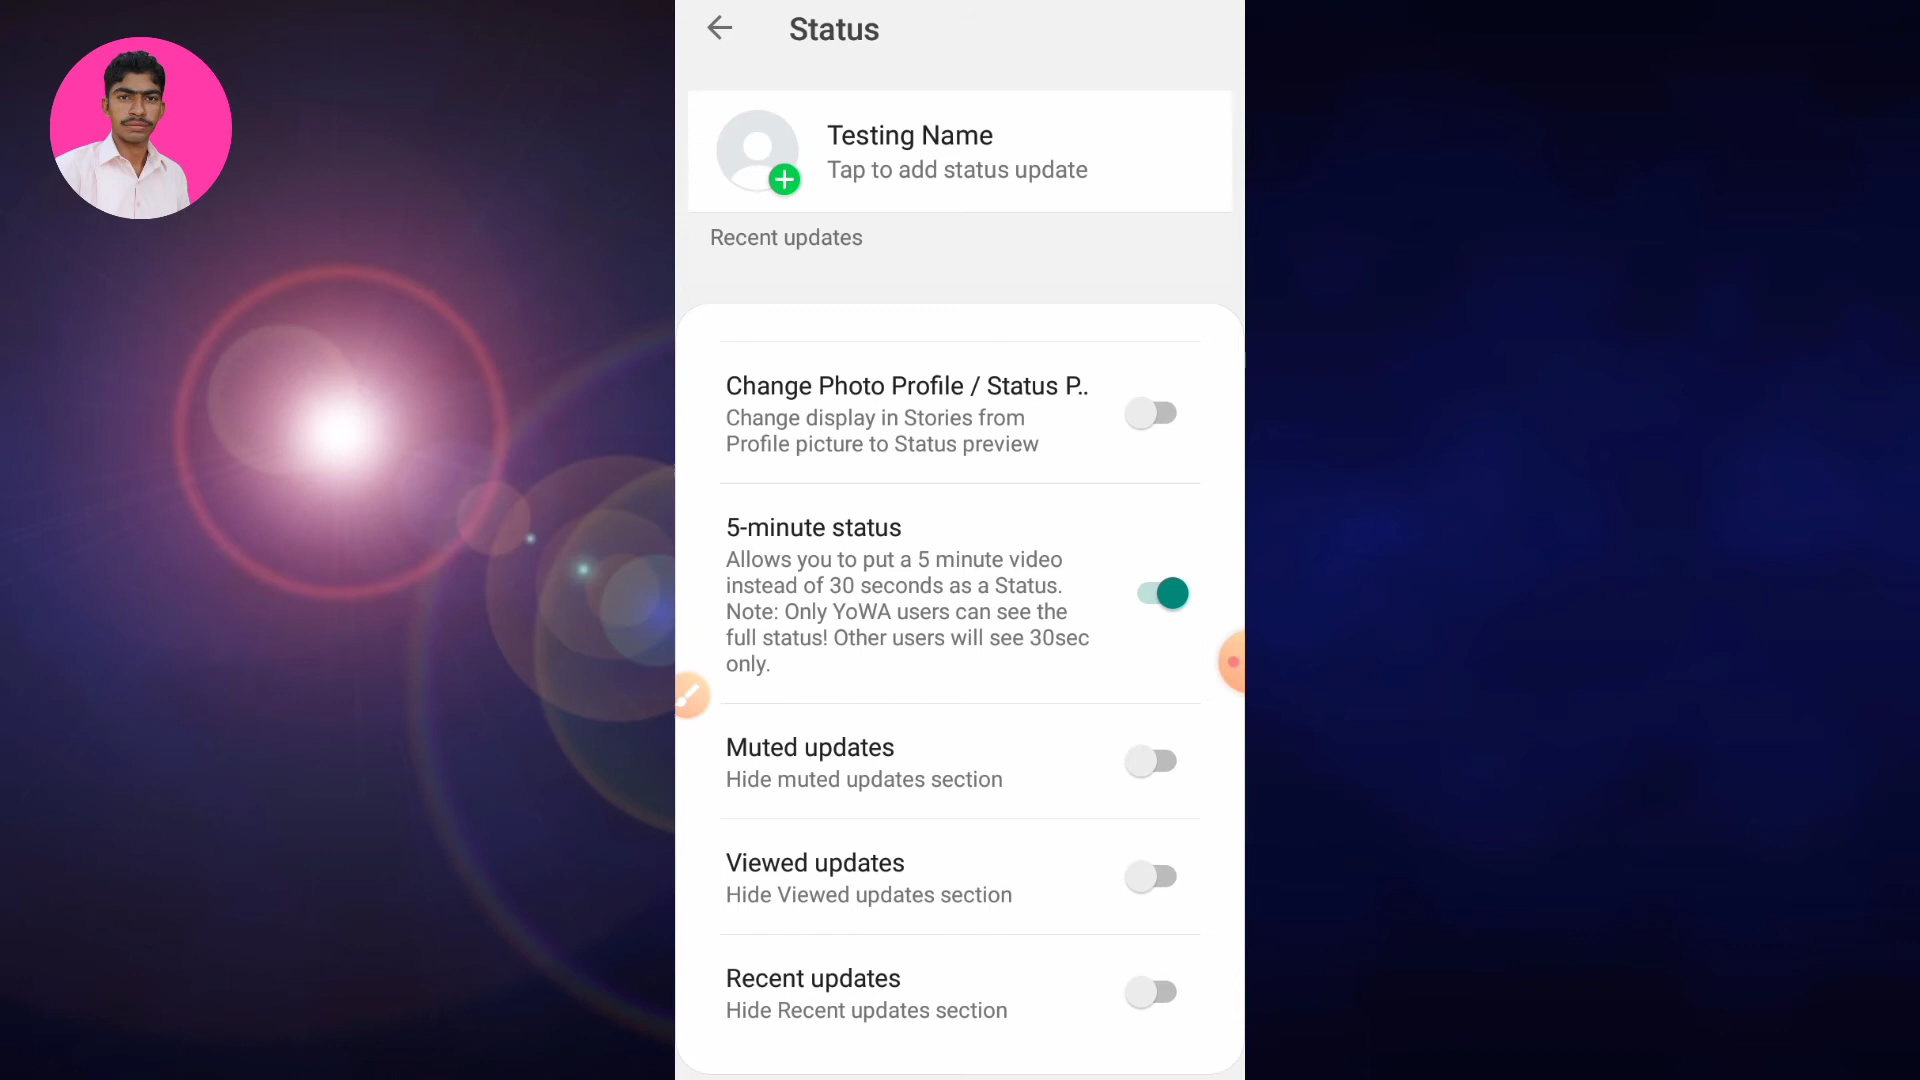 Status
Testing Name
Tap to add status update
Recent updates
Change Photo Profile / Status P..
Change display in Stories from
Profile picture to Status preview
5-minute status
Allows you to put a 5 minute video
instead of 30 seconds as a Status.
Note: Only YoWA users can see the
full status! Other users will see 30sec
only.
Muted updates
Hide muted updates section
Viewed updates
Hide Viewed updates section
Recent updates
Hide Recent updates section